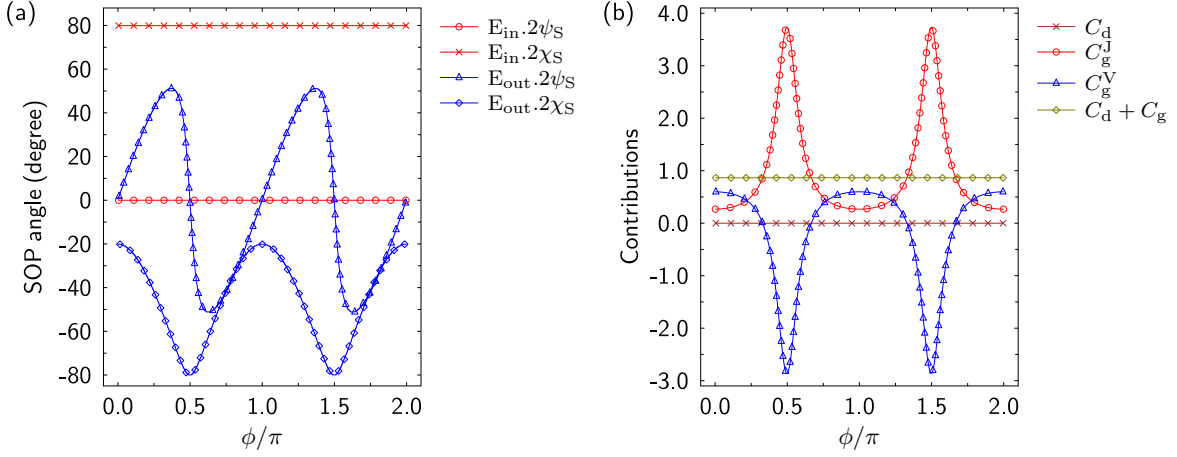 (a)
SOP angle (degree)
80
60
40
20
0
-20
-40
-60
-80
0.0 0.5 1.0 1.5 2.0
ϕ/π
E_in.2ψ_S
E_in.2χ_S
E_out.2ψ_S
E_out.2χ_S
(b)
Contributions
4.0
3.0
2.0
1.0
0.0
-1.0
-2.0
-3.0
0.0 0.5 1.0 1.5 2.0
ϕ/π
C_d
C_g^J
C_g^V
C_d + C_g